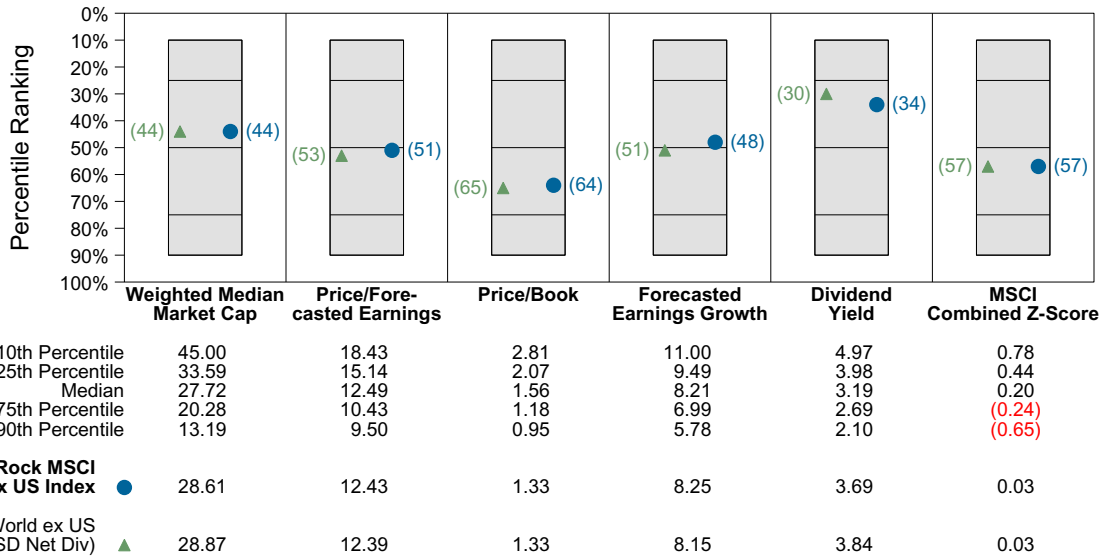 0%
10%
20%
30%
40%
50%
60%
70%
80%
90%
100%
Percentile Ranking
(44) (44)
(53) (51)
(65) (64)
(51) (48)
(30) (34)
(57) (57)
Weighted Median Market Cap
Price/Fore-casted Earnings
Price/Book
Forecasted Earnings Growth
Dividend Yield
MSCI Combined Z-Score
10th Percentile 45.00 18.43 2.81 11.00 4.97 0.78
25th Percentile 33.59 15.14 2.07 9.49 3.98 0.44
Median 27.72 12.49 1.56 8.21 3.19 0.20
75th Percentile 20.28 10.43 1.18 6.99 2.69 (0.24)
90th Percentile 13.19 9.50 0.95 5.78 2.10 (0.65)
Rock MSCI
x US Index 28.61 12.43 1.33 8.25 3.69 0.03
World ex US
SD Net Div) 28.87 12.39 1.33 8.15 3.84 0.03